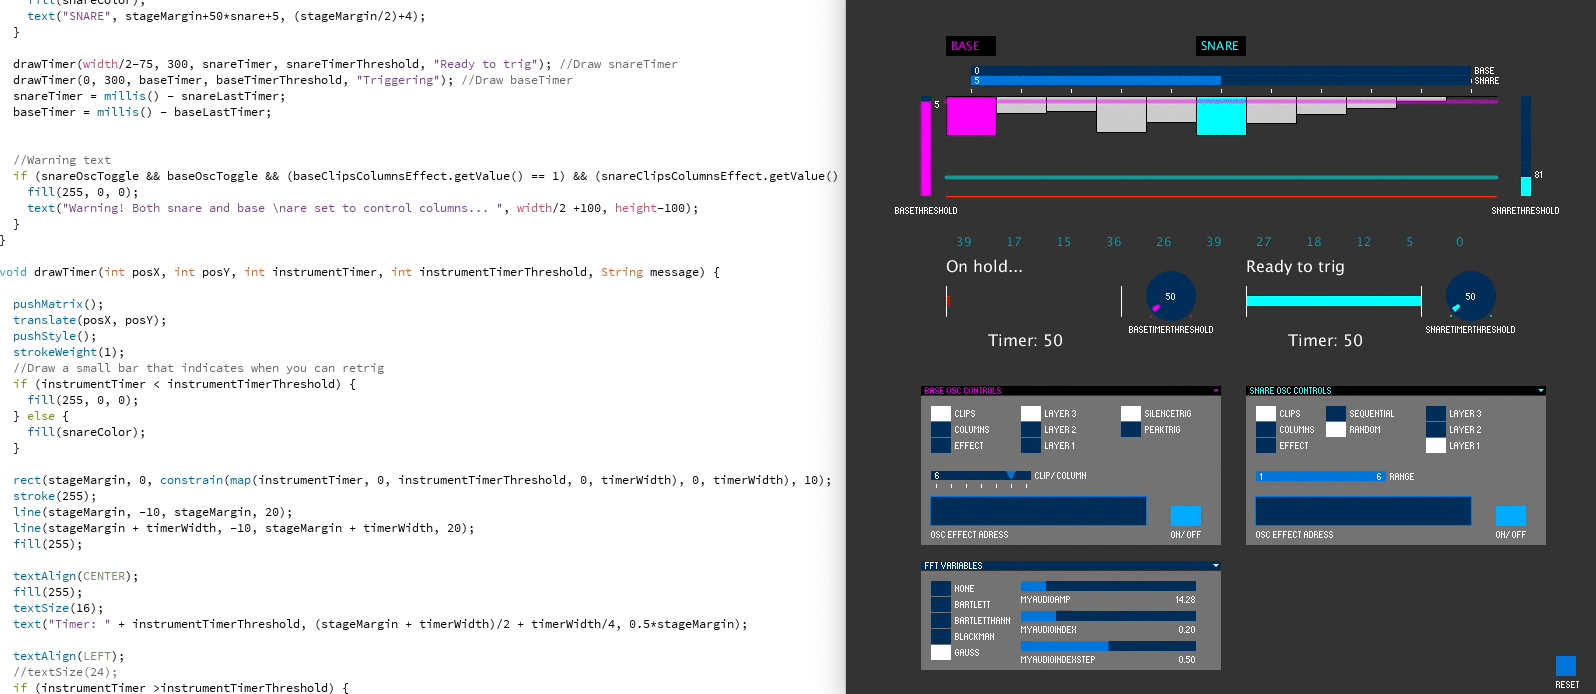 fill(snareColor);
text("SNARE", stageMargin+50*snare+5, (stageMargin/2)+4);
}
drawTimer(width/2-75, 300, snareTimer, snareTimerThreshold, "Ready to trig"); //Draw snareTimer
drawTimer(0, 300, baseTimer, baseTimerThreshold, "Triggering"); //Draw baseTimer
snareTimer = millis() - snareLastTimer;
baseTimer = millis() - baseLastTimer;
//Warning text
if (snareOscToggle && baseOscToggle && (baseClipsColumnsEffect.getValue() == 1) && (snareClipsColumnsEffect.getValue()
fill(255, 0, 0);
text("Warning! Both snare and base \nare set to control columns... ", width/2 +100, height-100);
}
}
void drawTimer(int posX, int posY, int instrumentTimer, int instrumentTimerThreshold, String message) {
pushMatrix();
translate(posX, posY);
pushStyle();
strokeWeight(1);
//Draw a small bar that indicates when you can retrig
if (instrumentTimer < instrumentTimerThreshold) {
fill(255, 0, 0);
} else {
fill(snareColor);
}
rect(stageMargin, 0, constrain(map(instrumentTimer, 0, instrumentTimerThreshold, 0, timerWidth), 0, timerWidth), 10);
stroke(255);
line(stageMargin, -10, stageMargin, 20);
line(stageMargin + timerWidth, -10, stageMargin + timerWidth, 20);
fill(255);
textAlign(CENTER);
fill(255);
textSize(16);
text("Timer: " + instrumentTimerThreshold, (stageMargin + timerWidth)/2 + timerWidth/4, 0.5*stageMargin);
textAlign(LEFT);
//textSize(24);
if (instrumentTimer >instrumentTimerThreshold) {
BASE SNARE
0 BASE
5 SNARE
5
81
BASETHRESHOLD SNARETHRESHOLD
39 17 15 36 26 39 27 18 12 5 0
On hold... Ready to trig
50 50
BASETIMERTHRESHOLD SNARETIMERTHRESHOLD
Timer: 50 Timer: 50
BASE OSC CONTROLS
CLIPS LAYER 3 SILENCETRIG
COLUMNS LAYER 2 PEAKTRIG
EFFECT LAYER 1
6 CLIP/COLUMN
OSC EFFECT ADRESS ON/OFF
SNARE OSC CONTROLS
CLIPS SEQUENTIAL LAYER 3
COLUMNS RANDOM LAYER 2
EFFECT LAYER 1
1 6 RANGE
OSC EFFECT ADRESS ON/OFF
FFT VARIABLES
NONE
BARTLETT
BARTLETTHANN
BLACKMAN
GAUSS
MYAUDIOAMP 14.28
MYAUDIOINDEX 0.20
MYAUDIOINDEXSTEP 0.50
RESET